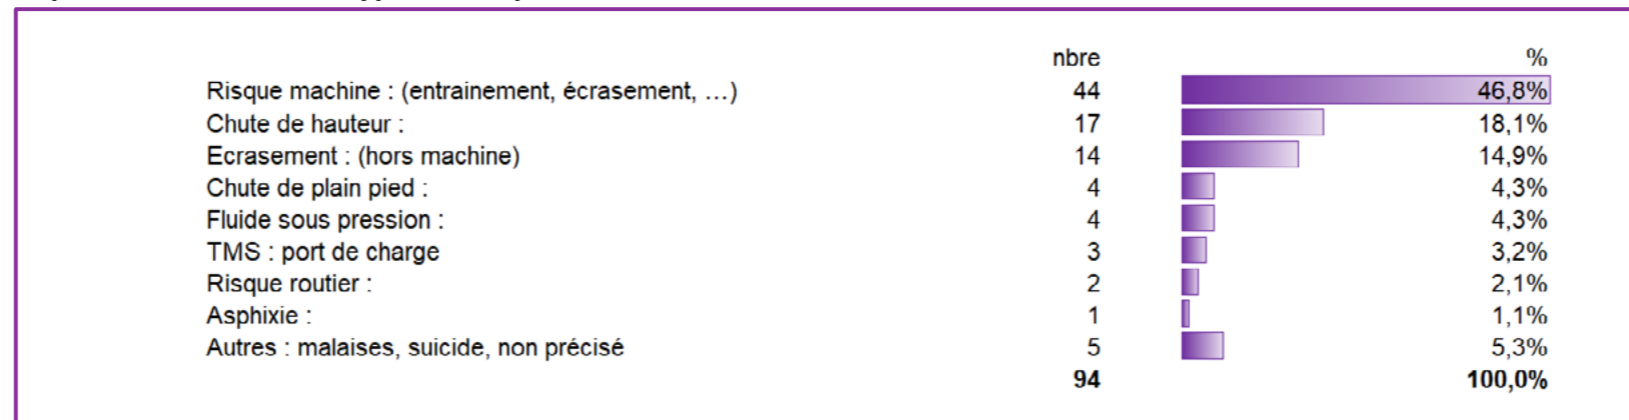 nbre %
Risque machine : (entrainement, écrasement, …) 44 46,8%
Chute de hauteur : 17 18,1%
Ecrasement : (hors machine) 14 14,9%
Chute de plain pied : 4 4,3%
Fluide sous pression : 4 4,3%
TMS : port de charge 3 3,2%
Risque routier : 2 2,1%
Asphixie : 1 1,1%
Autres : malaises, suicide, non précisé 5 5,3%
94 100,0%